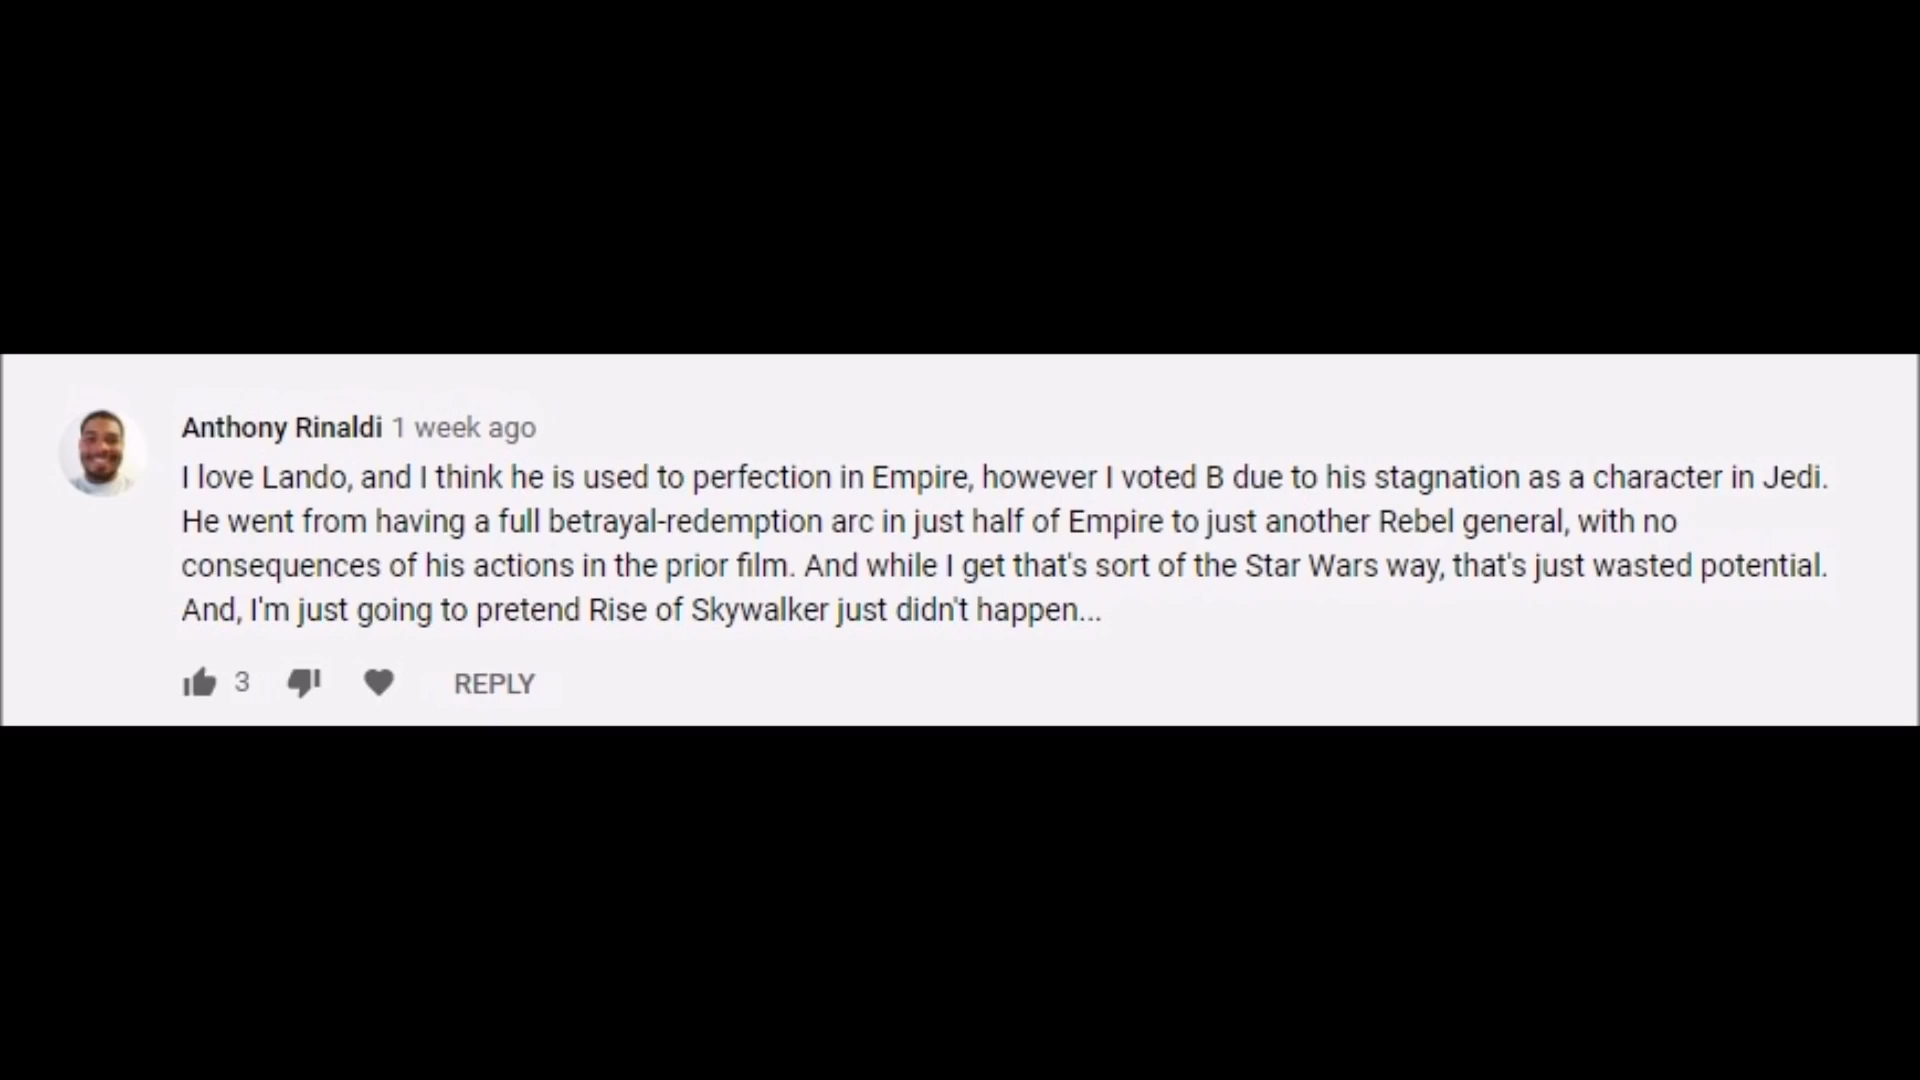 Anthony Rinaldi 1 week ago
I love Lando, and I think he is used to perfection in Empire, however I voted B due to his stagnation as a character in Jedi.
He went from having a full betrayal-redemption arc in just half of Empire to just another Rebel general, with no
consequences of his actions in the prior film. And while I get that's sort of the Star Wars way, that's just wasted potential.
And, I'm just going to pretend Rise of Skywalker just didn't happen...
3 REPLY